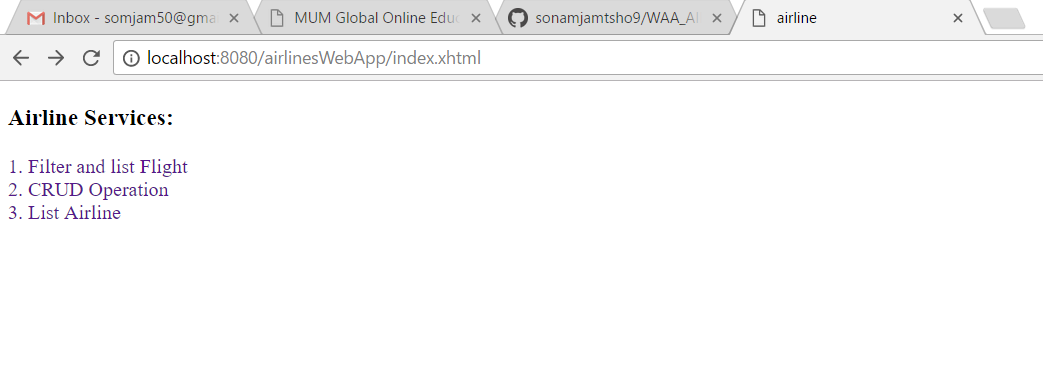 Inbox - somjam50@gma
MUM Global Online Educ
sonamjamtsho9/WAA_A
airline
localhost:8080/airlinesWebApp/index.xhtml
Airline Services:
1. Filter and list Flight
2. CRUD Operation
3. List Airline